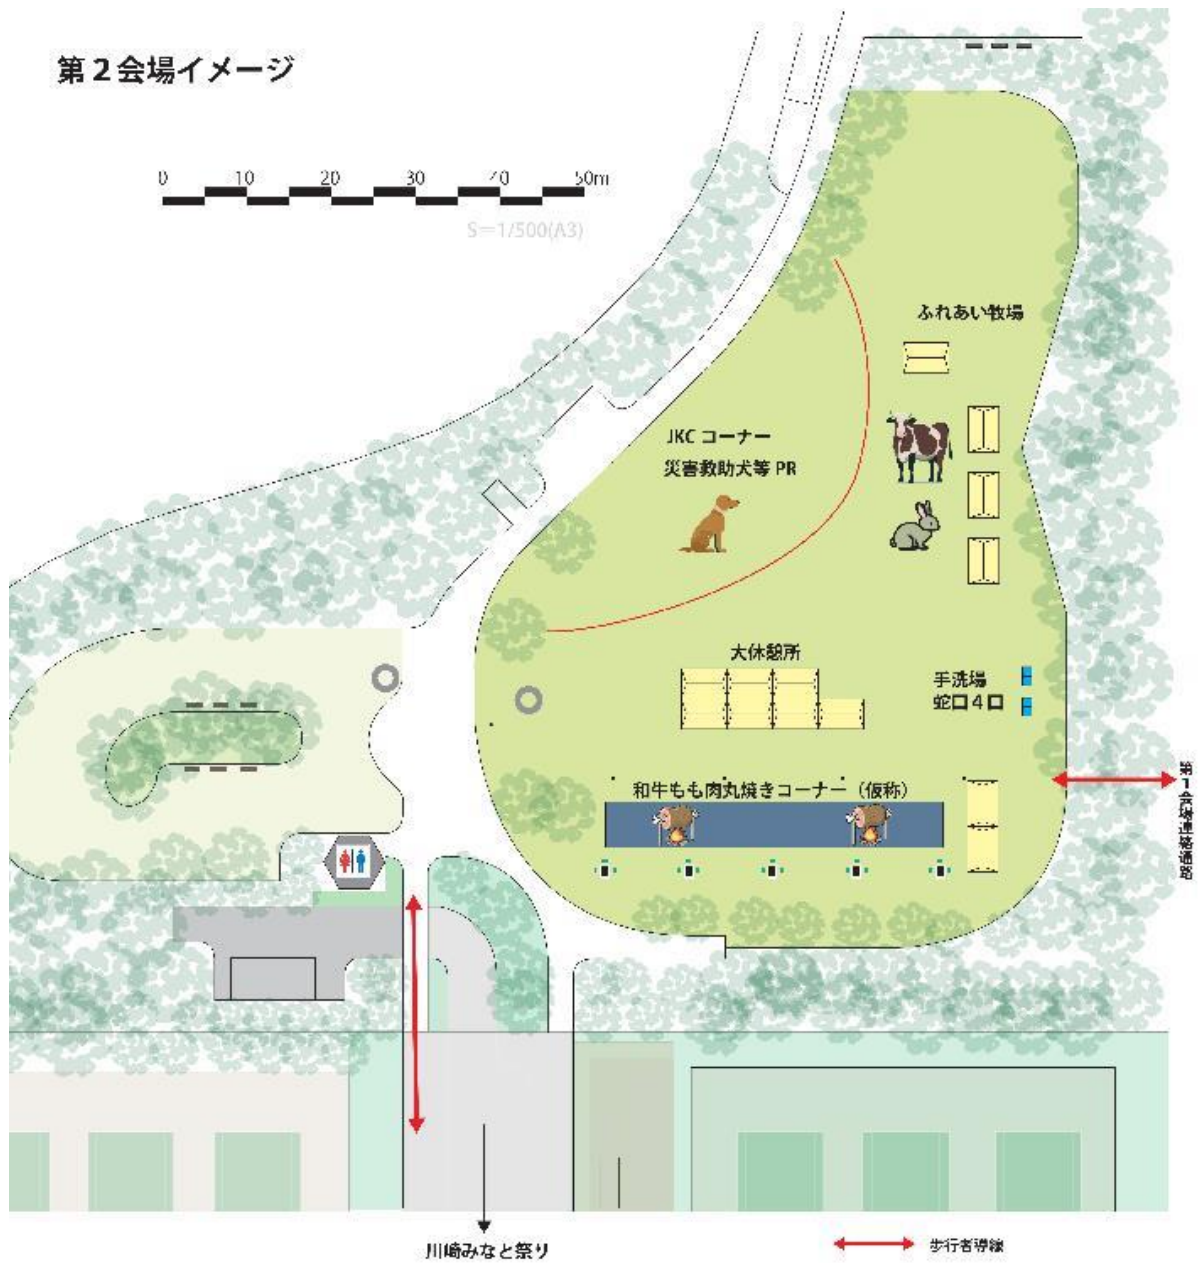 第２会場イメージ
0 10 20 30 40 50m
S=1/500(A3)
ふれあい牧場
JKC コーナー
災害救助犬等 PR
大休憩所
手洗場
蛇口４口
和牛もも肉丸焼きコーナー（仮称）
第１会場連絡通路
川崎みなと祭り
歩行者導線